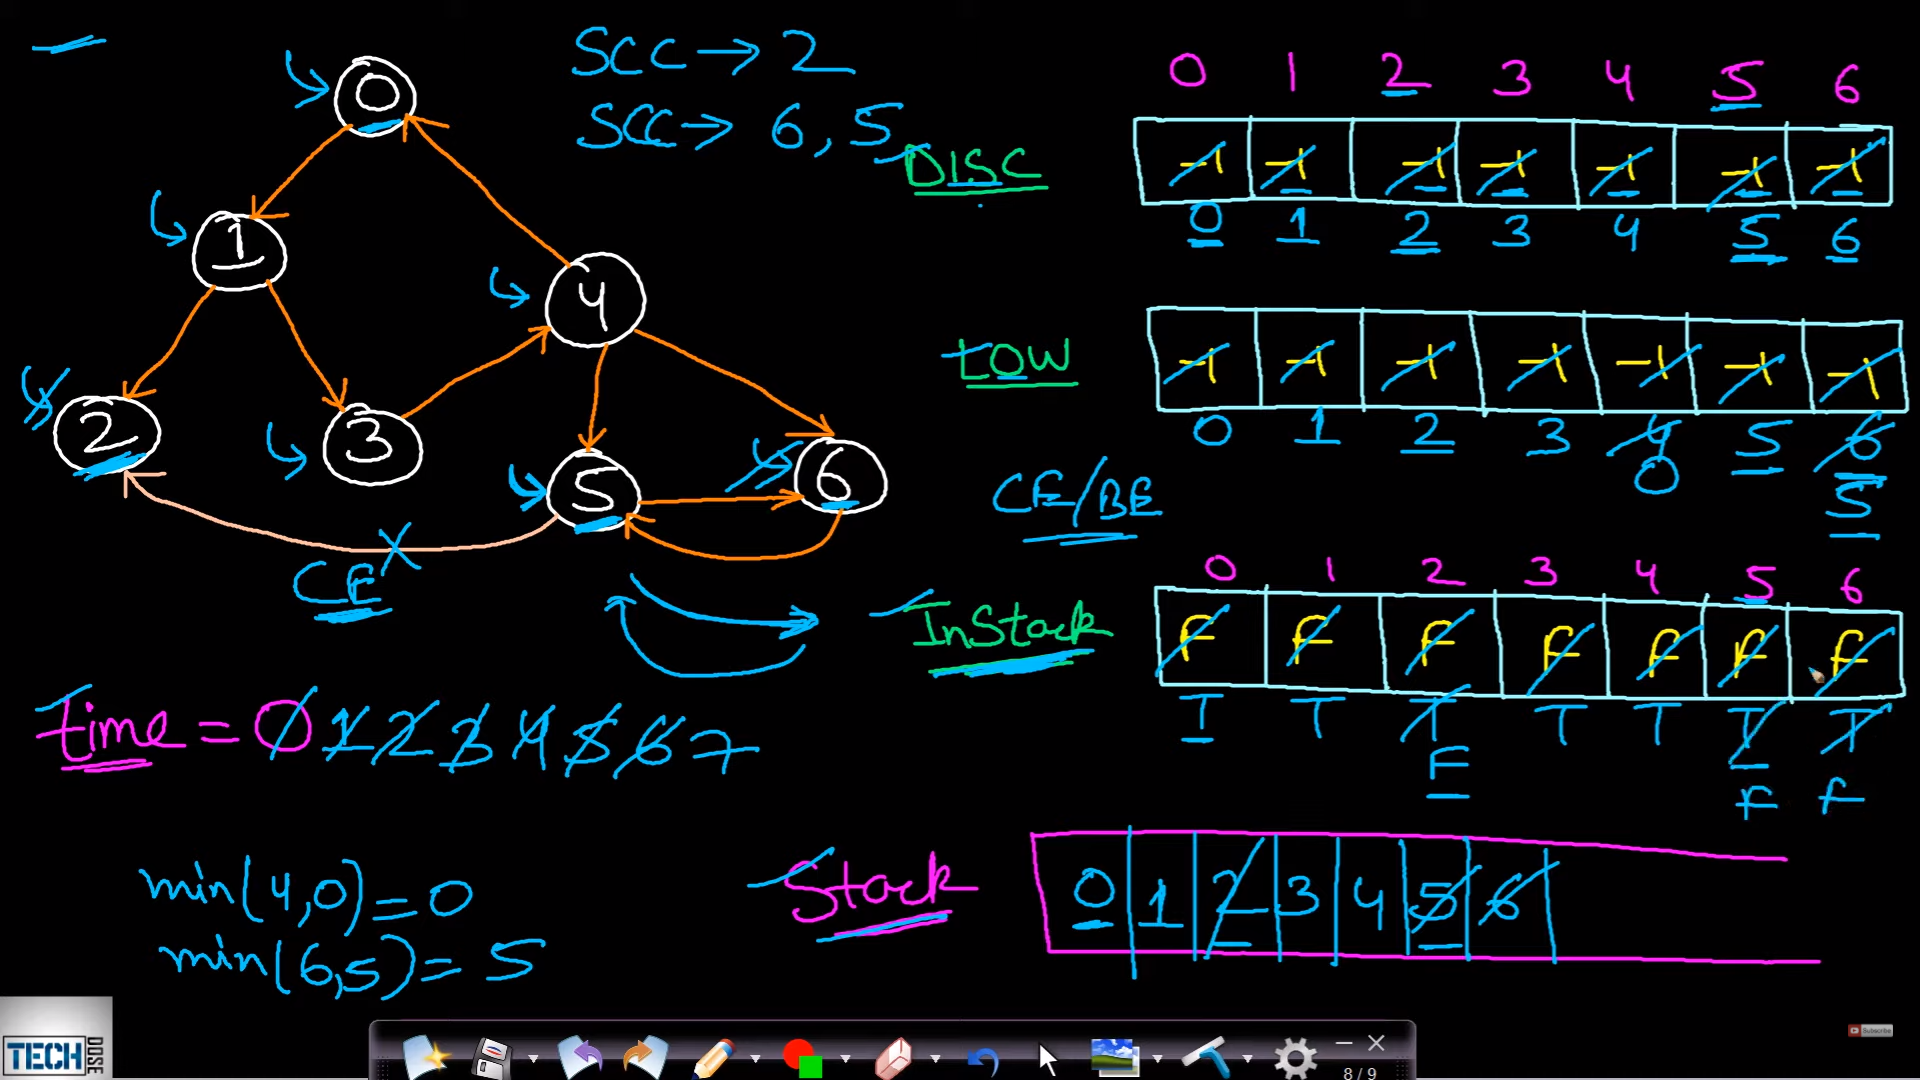 SCC → 2
SCC → 6, 5
0
1
2
3
4
5
6
CE
CE/BE
DISC
0 1 2 3 4 5 6
-1 -1 -1 -1 -1 -1 -1
0 1 2 3 4 5 6
LOW
-1 -1 -1 -1 -1 -1 -1
0 1 2 3 4 5 6
0 5
InStack
0 1 2 3 4 5 6
F F F F F F F
T T T T T T T
F F F
Time = 0 1 2 3 4 5 6 7
min(4,0) = 0
min(6,5) = 5
Stack
0 1 2 3 4 5 6
TECH DOSE
Subscribe
8 / 9